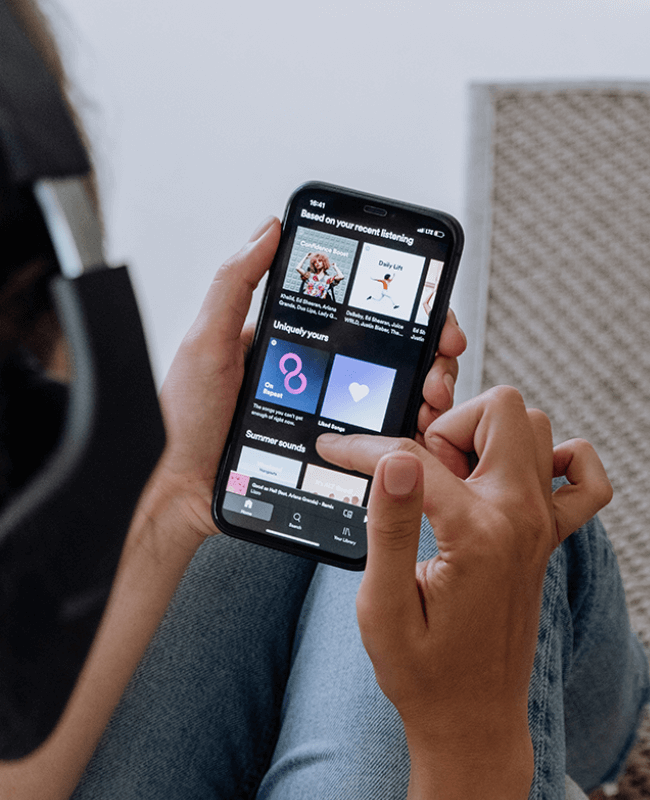 16:41
LTE
Based on your recent listening
Confidence Boost
Daily Lift
Khalid, Ed Sheeran, Ariana
Grande, Dua Lipa, Lady G...
DaBaby, Ed Sheeran, Juice
WRLD, Justin Bieber, The...
Ed Sh
Uniquely yours
On
Repeat
The songs you can't get
enough of right now.
Liked Songs
Summer sounds
Hangouts
Good as Hell (feat. Ariana Grande) - Remix
Lizzo
Home
Search
Your Library